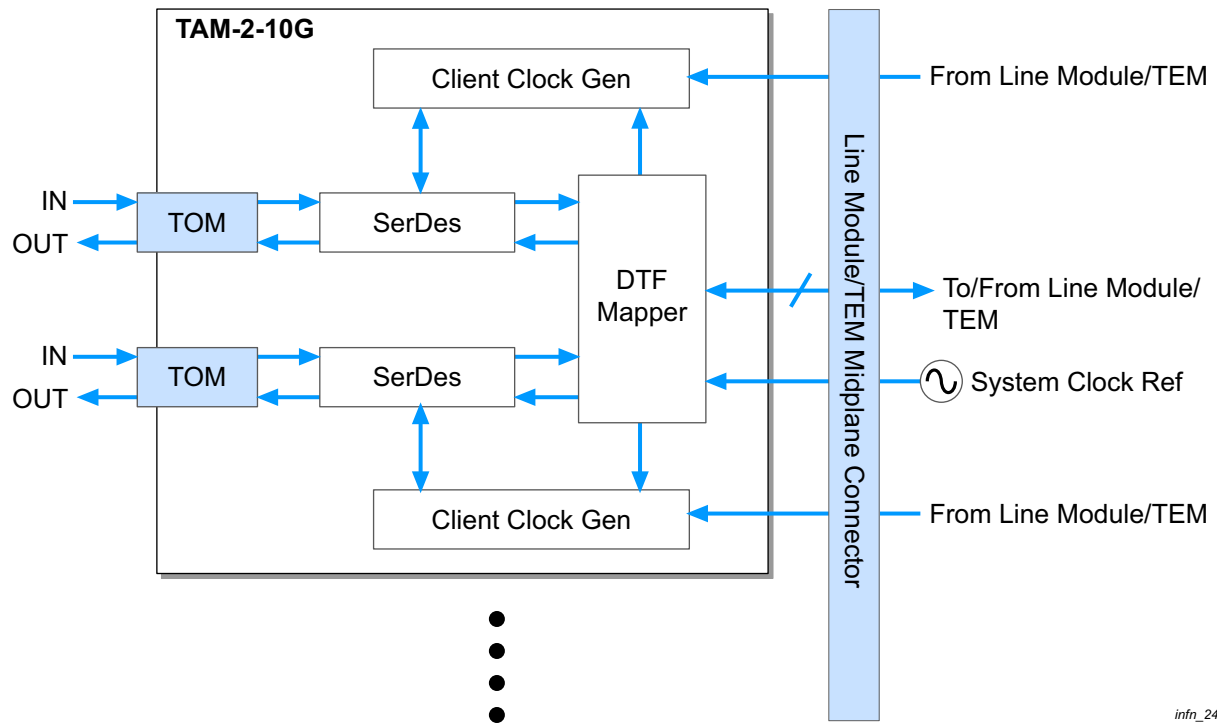 TAM-2-10G
Client Clock Gen
From Line Module/TEM
IN
OUT
TOM
SerDes
DTF
Mapper
Line Module/TEM Midplane Connector
To/From Line Module/
TEM
IN
OUT
TOM
SerDes
System Clock Ref
Client Clock Gen
From Line Module/TEM
infn_24